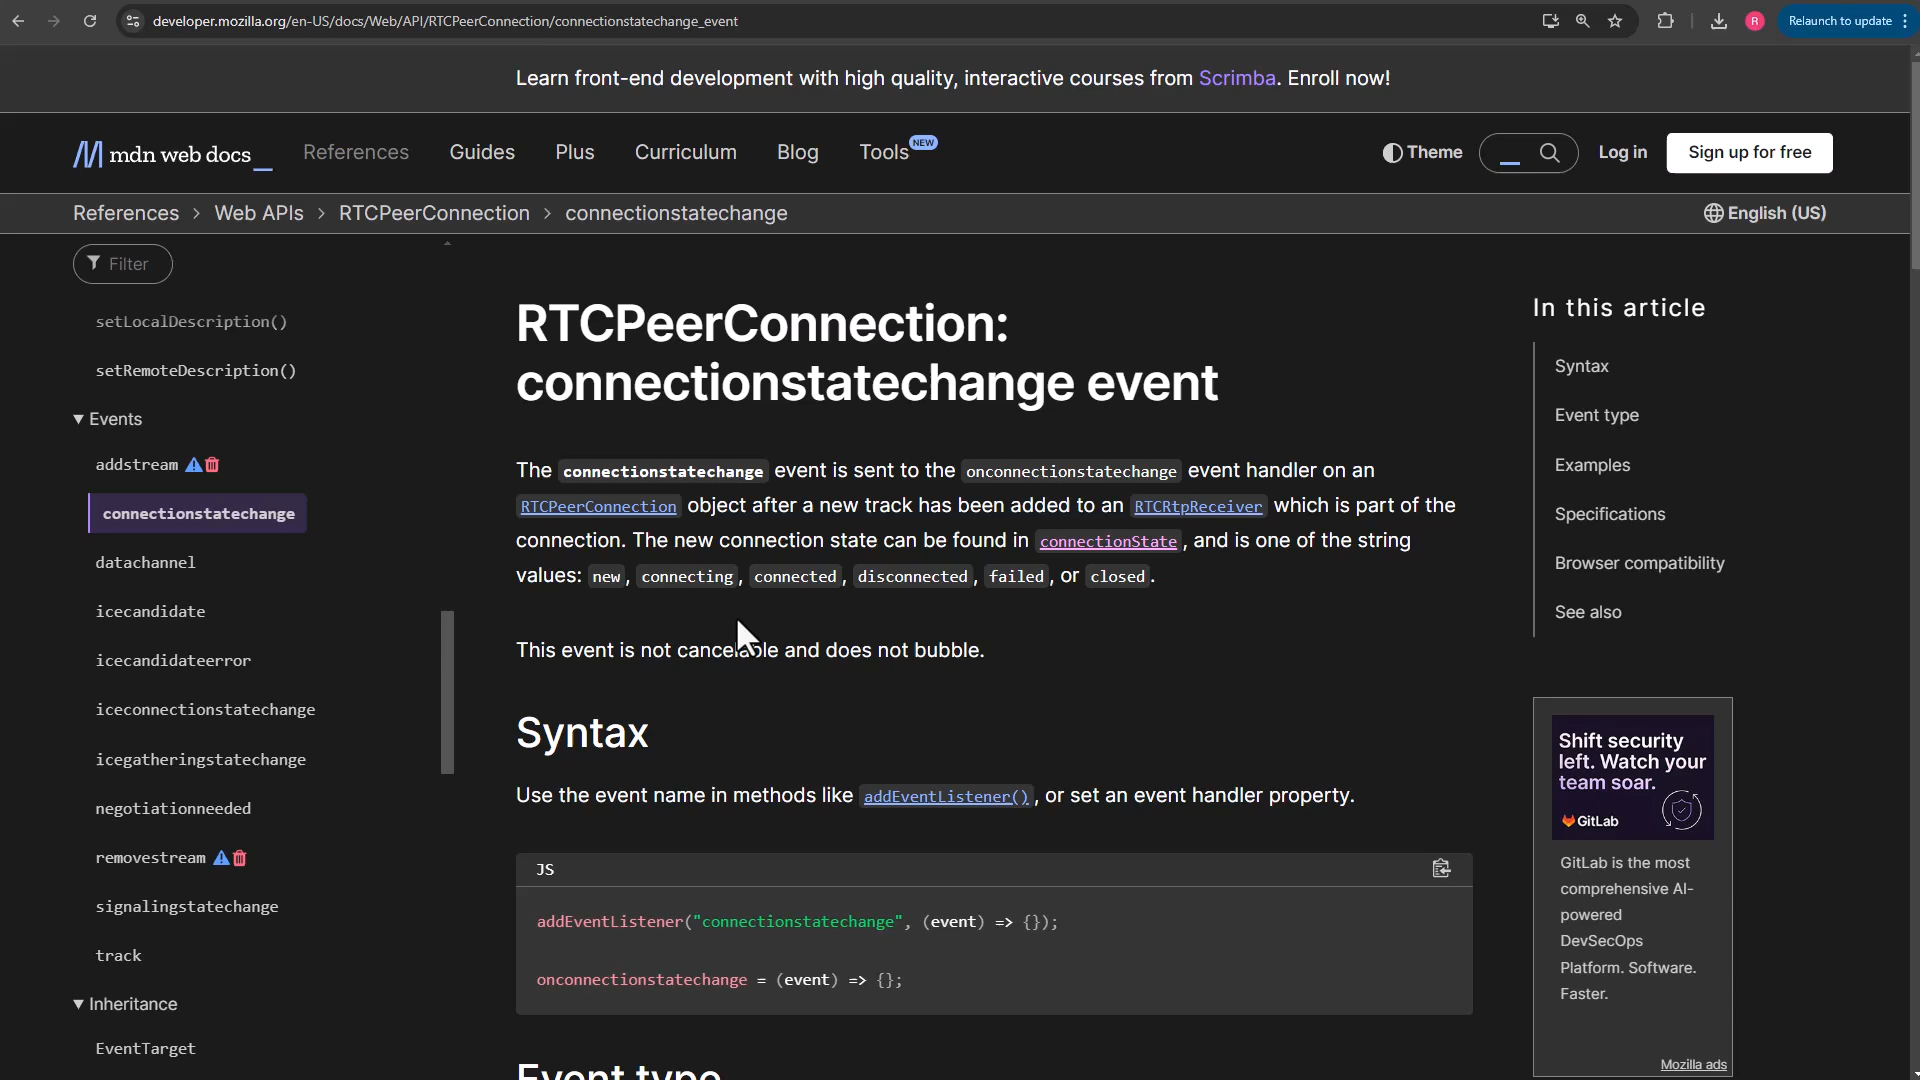 developer.mozilla.org/en-US/docs/Web/API/RTCPeerConnection/connectionstatechange_event
R
Relaunch to update
Learn front-end development with high quality, interactive courses from Scrimba. Enroll now!
mdn web docs_
References
Guides
Plus
Curriculum
Blog
Tools
NEW
Theme
Log in
Sign up for free
References
Web APIs
RTCPeerConnection
connectionstatechange
English (US)
Filter
setLocalDescription()
setRemoteDescription()
Events
addstream
connectionstatechange
datachannel
icecandidate
icecandidateerror
iceconnectionstatechange
icegatheringstatechange
negotiationneeded
removestream
signalingstatechange
track
Inheritance
EventTarget
RTCPeerConnection:
connectionstatechange event
The connectionstatechange event is sent to the onconnectionstatechange event handler on an
RTCPeerConnection object after a new track has been added to an RTCRtpReceiver which is part of the
connection. The new connection state can be found in connectionState, and is one of the string
values: new, connecting, connected, disconnected, failed, or closed.
This event is not cancelable and does not bubble.
Syntax
Use the event name in methods like addEventListener(), or set an event handler property.
JS
addEventListener("connectionstatechange", (event) => {});
onconnectionstatechange = (event) => {};
Event type
In this article
Syntax
Event type
Examples
Specifications
Browser compatibility
See also
Shift security
left. Watch your
team soar.
GitLab
GitLab is the most
comprehensive AI-
powered
DevSecOps
Platform. Software.
Faster.
Mozilla ads